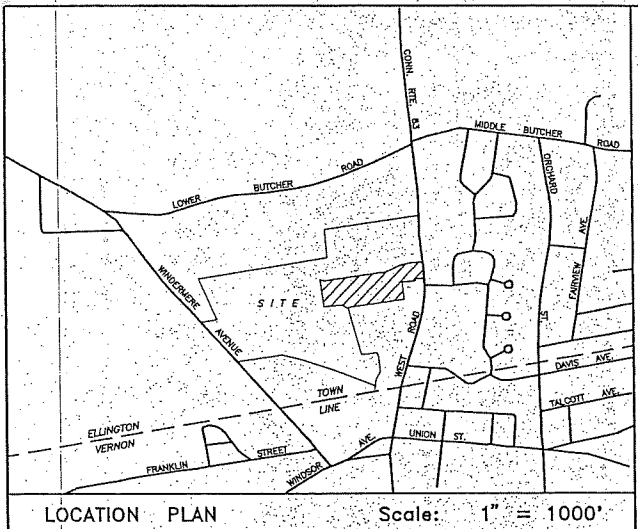 CONN. RTE. 83
MIDDLE BUTCHER ROAD
LOWER BUTCHER ROAD
ORCHARD ST.
FAIRVIEW AVE.
WINDERMERE AVENUE
SITE
WEST ROAD
DAVIS AVE.
TOWN LINE
ELLINGTON
VERNON
TALCOTT AVE.
UNION ST.
FRANKLIN STREET
WINDSOR AVE.
LOCATION PLAN Scale: 1" = 1000'